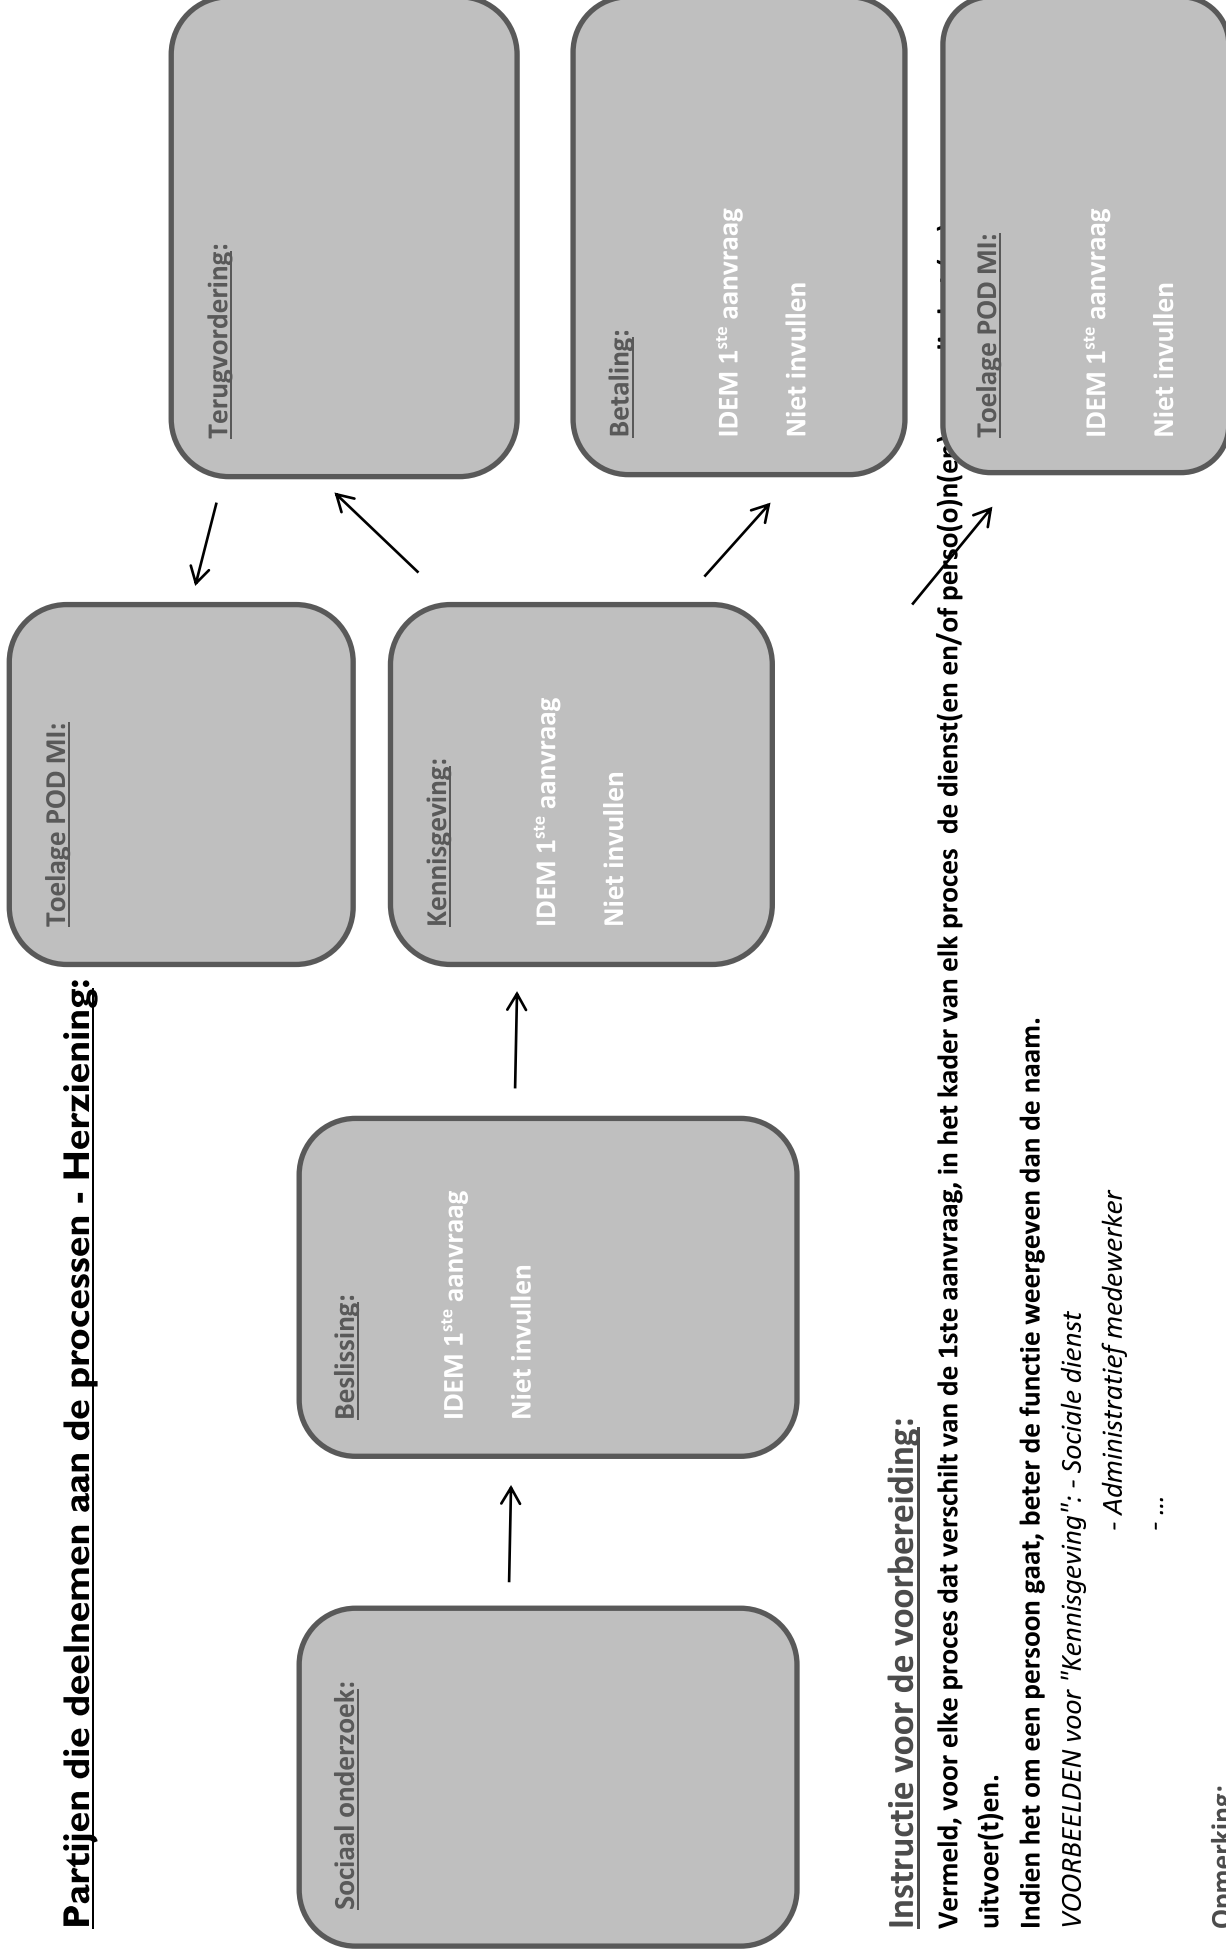 Partijen die deelnemen aan de processen - Herziening:
Toelage POD MI:
Terugvordering:
Sociaal onderzoek:
Beslissing:
IDEM 1ste aanvraag
Niet invullen
Kennisgeving:
IDEM 1ste aanvraag
Niet invullen
Betaling:
IDEM 1ste aanvraag
Niet invullen
Toelage POD MI:
IDEM 1ste aanvraag
Niet invullen
Instructie voor de voorbereiding:
Vermeld, voor elke proces dat verschilt van de 1ste aanvraag, in het kader van elk proces de dienst(en en/of perso(o)n(en)
uitvoer(t)en.
Indien het om een persoon gaat, beter de functie weergeven dan de naam.
VOORBEELDEN voor "Kennisgeving": - Sociale dienst
- Administratief medewerker
- ...
Opmerking: